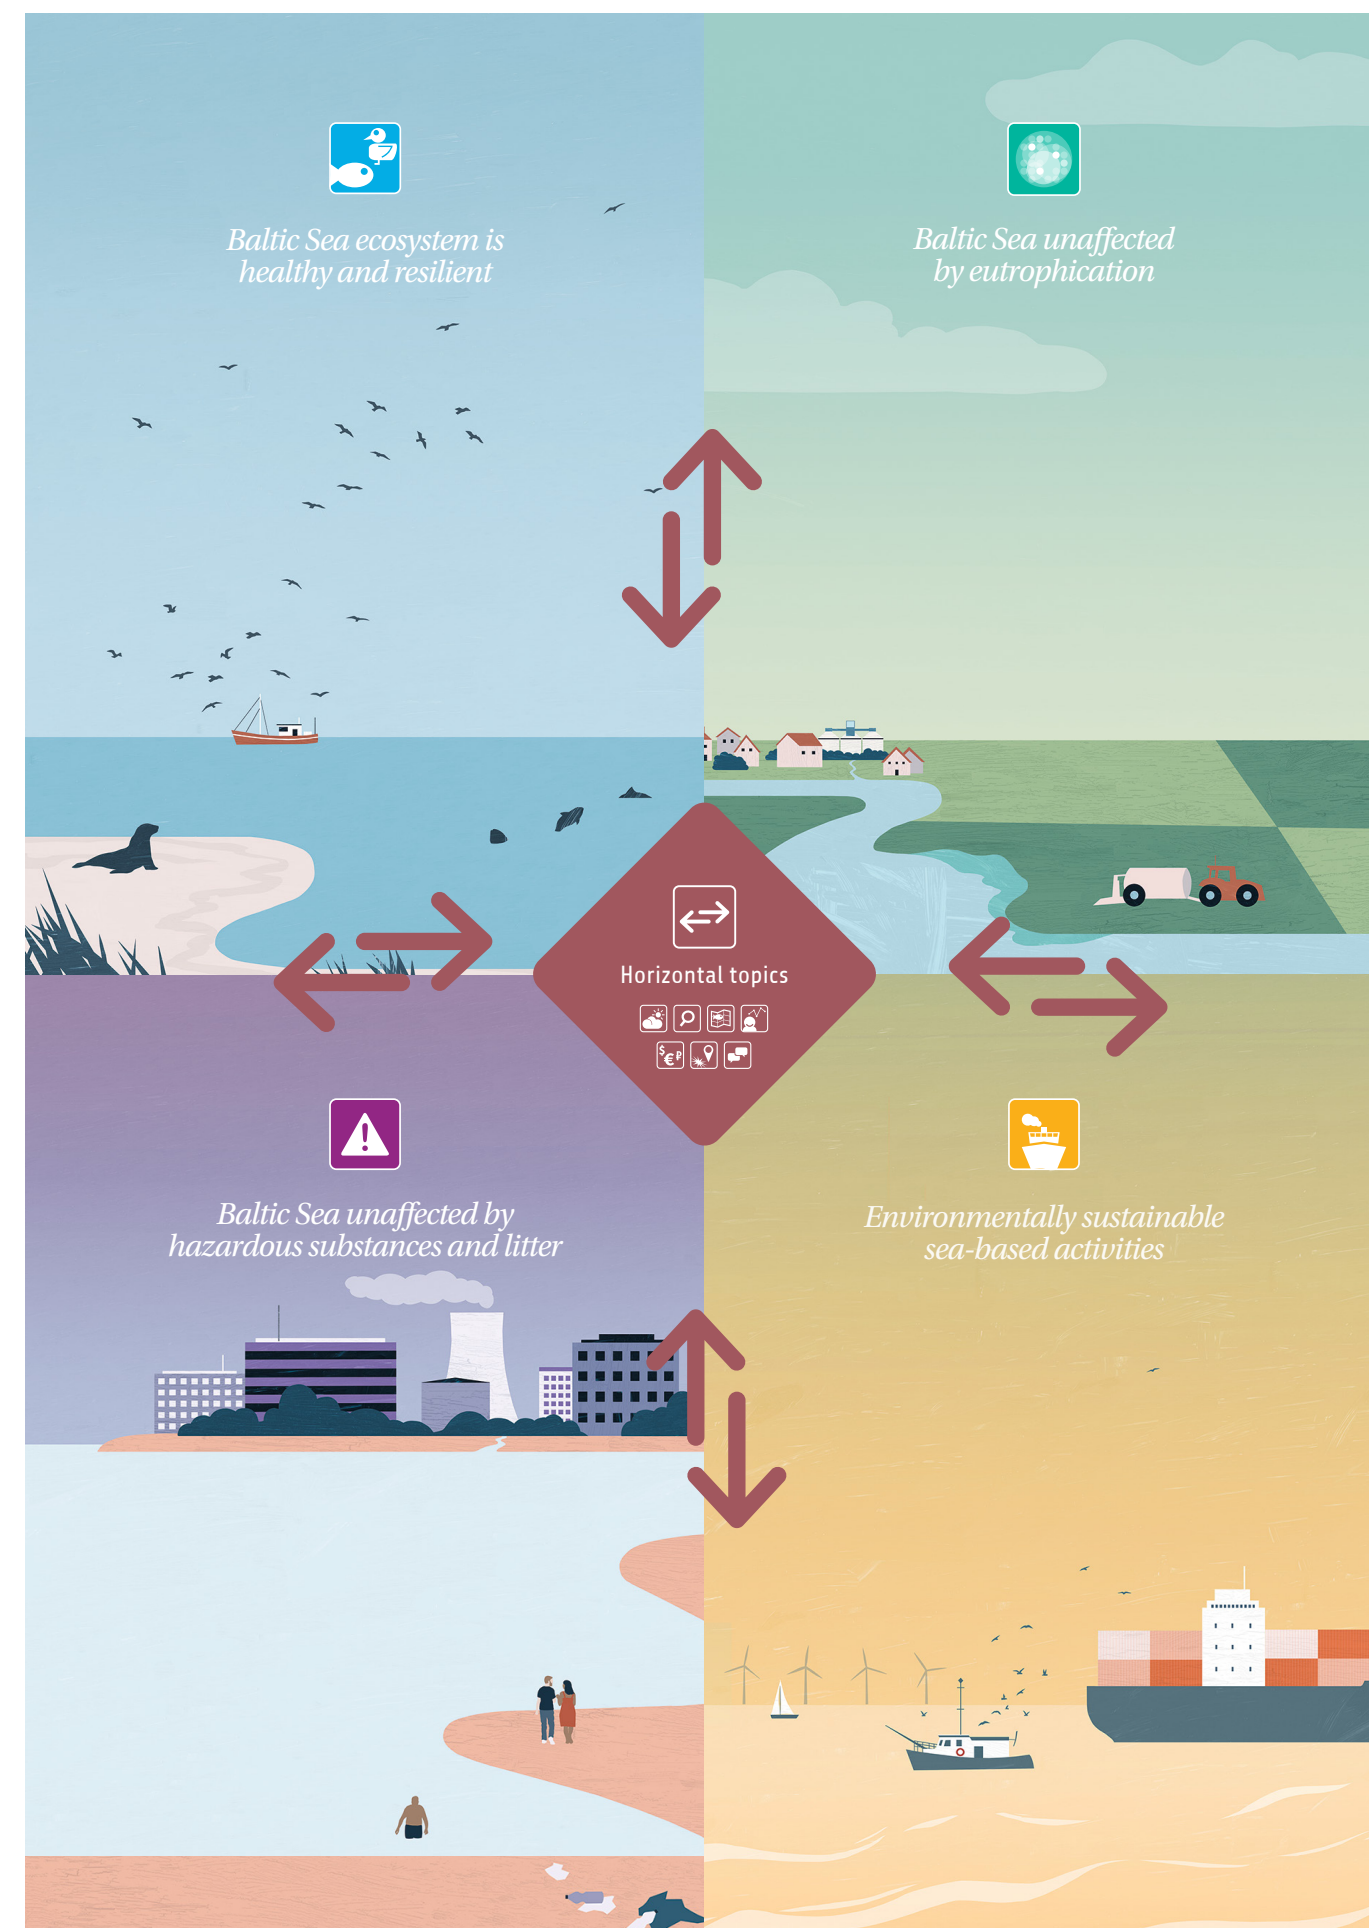 Baltic Sea ecosystem is
healthy and resilient
Baltic Sea unaffected
by eutrophication
Horizontal topics
$ € ₽
Baltic Sea unaffected by
hazardous substances and litter
Environmentally sustainable
sea-based activities